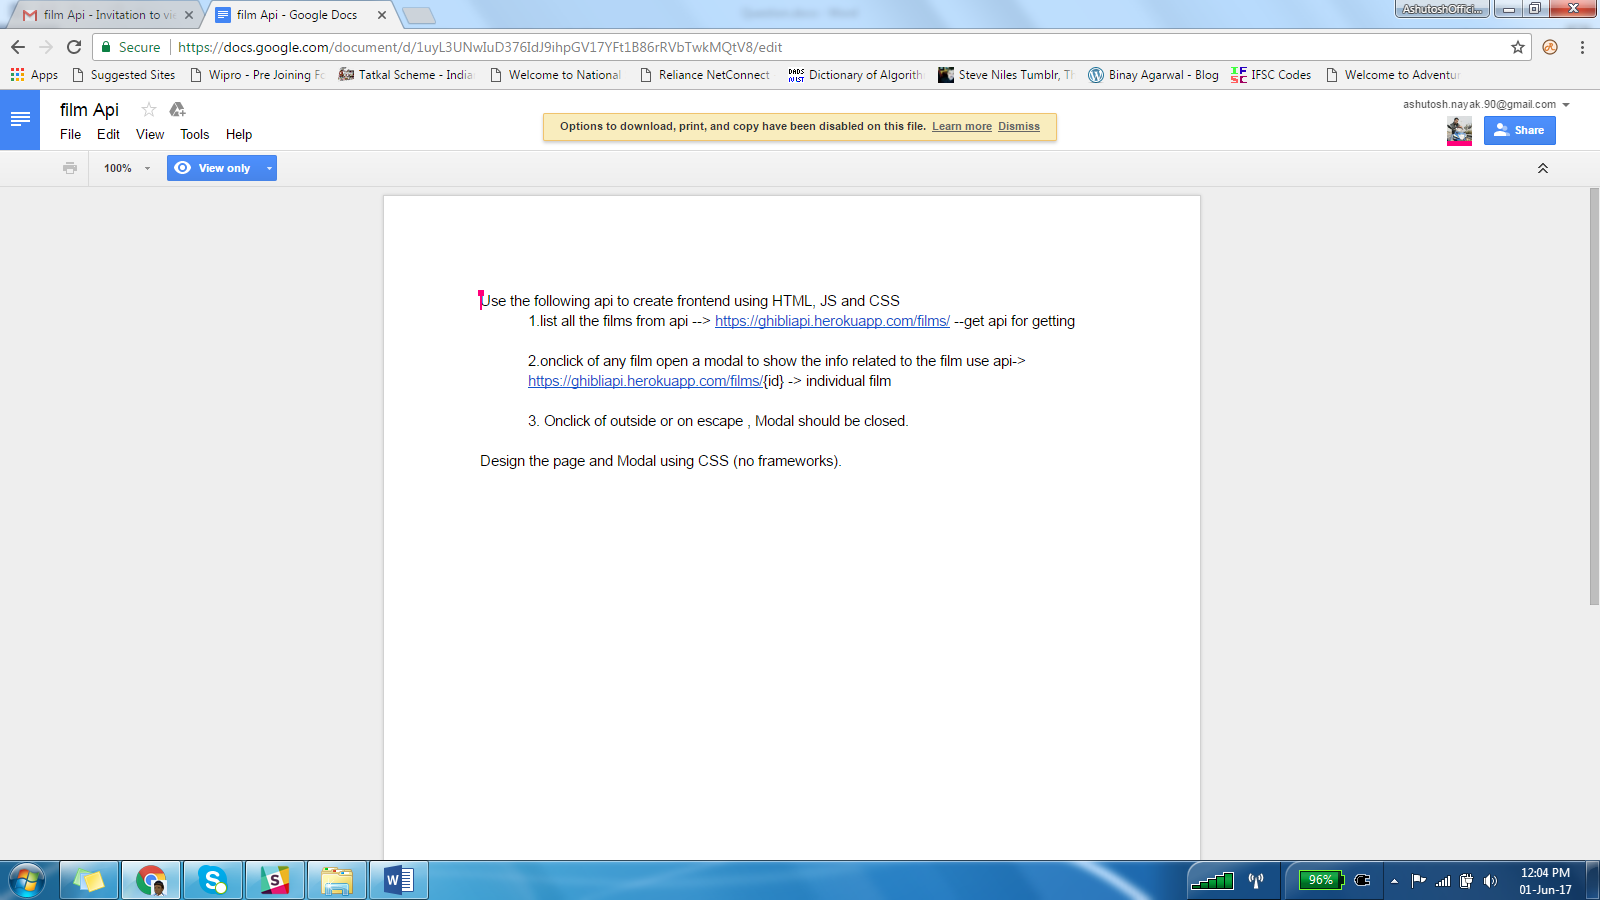 film Api - Invitation to vie
film Api - Google Docs
AshutoshOffici...
Secure
https://docs.google.com/document/d/1uyL3UNwIuD376IdJ9ihpGV17YFt1B86rRVbTwkMQtV8/edit
Apps
Suggested Sites
Wipro - Pre Joining Fo
Tatkal Scheme - India
Welcome to National
Reliance NetConnect
DADS
NIST
Dictionary of Algorith
Steve Niles Tumblr, Th
Binay Agarwal - Blog
IFSC Codes
Welcome to Adventur
film Api
ashutosh.nayak.90@gmail.com
File Edit View Tools Help
Options to download, print, and copy have been disabled on this file. Learn more Dismiss
Share
100%
View only
Use the following api to create frontend using HTML, JS and CSS
1.list all the films from api --> https://ghibliapi.herokuapp.com/films/ --get api for getting
2.onclick of any film open a modal to show the info related to the film use api->
https://ghibliapi.herokuapp.com/films/{id} -> individual film
3. Onclick of outside or on escape , Modal should be closed.
Design the page and Modal using CSS (no frameworks).
96%
12:04 PM
01-Jun-17